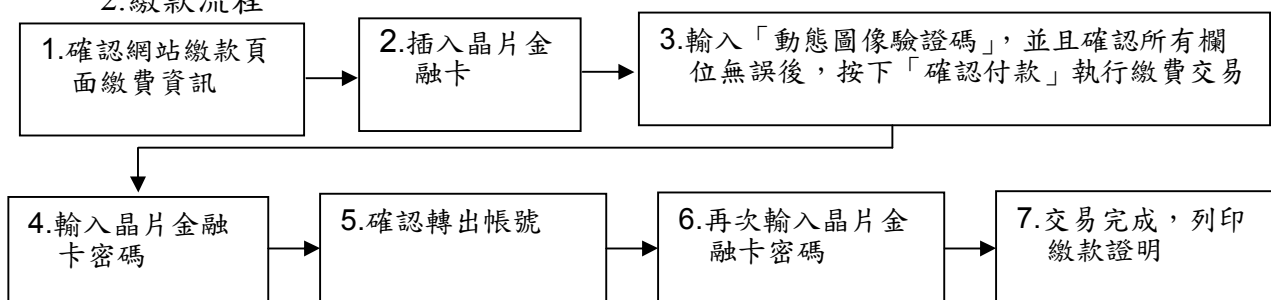 2.繳款流程
1.確認網站繳款頁
面繳費資訊
2.插入晶片金
融卡
3.輸入「動態圖像驗證碼」，並且確認所有欄
位無誤後，按下「確認付款」執行繳費交易
4.輸入晶片金融
卡密碼
5.確認轉出帳號
6.再次輸入晶片金
融卡密碼
7.交易完成，列印
繳款證明